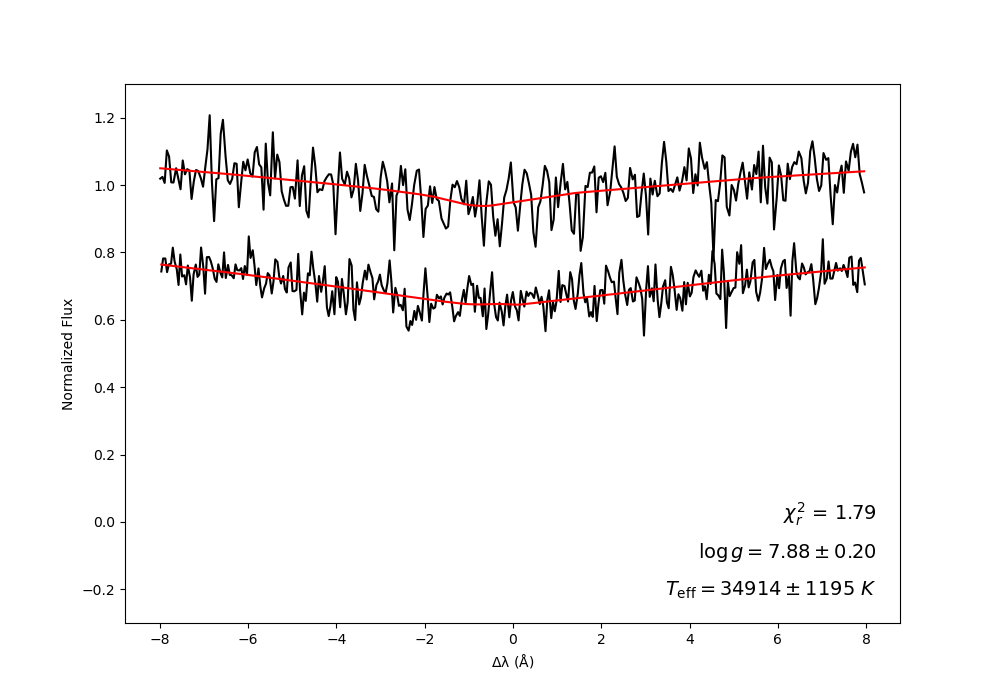 1.2
1.0
0.8
0.6
0.4
0.2
0.0
−0.2
Normalized Flux
χ²ᵣ = 1.79
log g = 7.88 ± 0.20
T_eff = 34914 ± 1195 K
−8 −6 −4 −2 0 2 4 6 8
Δλ (Å)